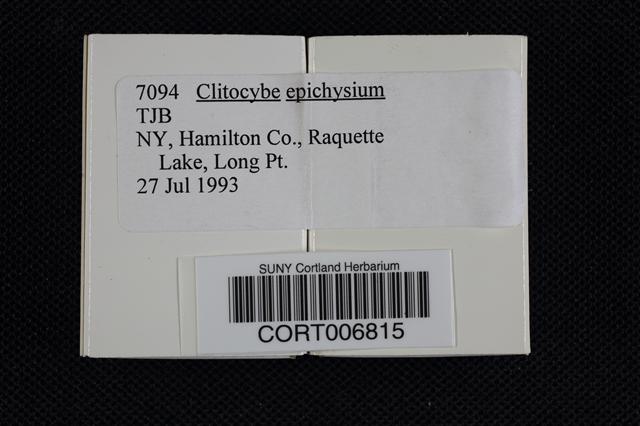 7094 Clitocybe epichysium
TJB
NY, Hamilton Co., Raquette
Lake, Long Pt.
27 Jul 1993
SUNY Cortland Herbarium
CORT006815